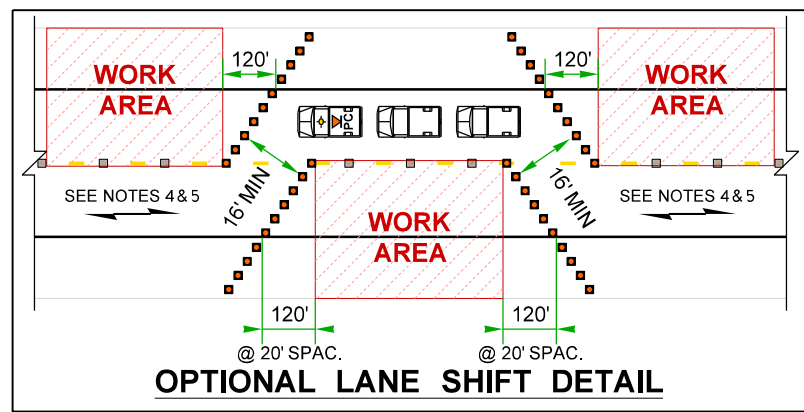 120'
120'
WORK
AREA
WORK
AREA
PC
SEE NOTES 4 & 5
16' MIN
16' MIN
SEE NOTES 4 & 5
WORK
AREA
120'
120'
@ 20' SPAC.
@ 20' SPAC.
OPTIONAL LANE SHIFT DETAIL